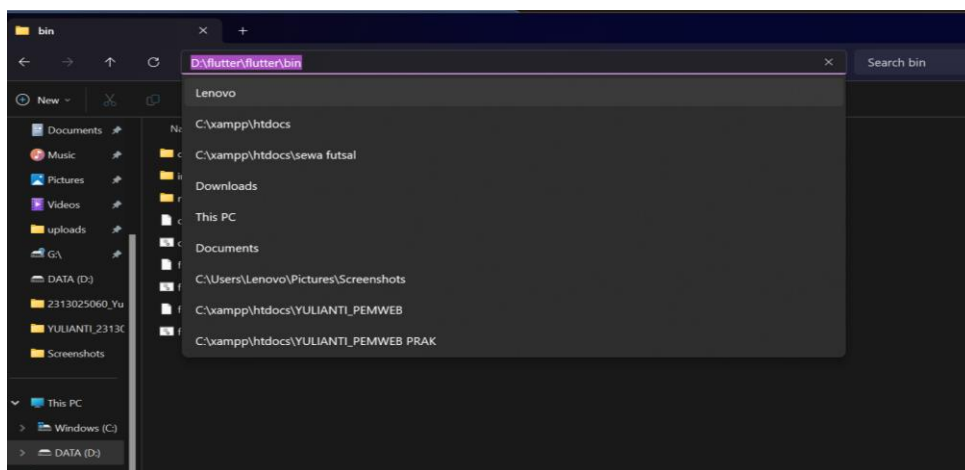 bin
D:\flutter\flutter\bin
Search bin
New
Lenovo
Documents
C:\xampp\htdocs
Music
C:\xampp\htdocs\sewa futsal
Pictures
Downloads
Videos
This PC
uploads
Documents
G:\
C:\Users\Lenovo\Pictures\Screenshots
DATA (D:)
2313025060_Yu
C:\xampp\htdocs\YULIANTI_PEMWEB
YULIANTI_2313
C:\xampp\htdocs\YULIANTI_PEMWEB PRAK
Screenshots
This PC
Windows (C:)
DATA (D:)